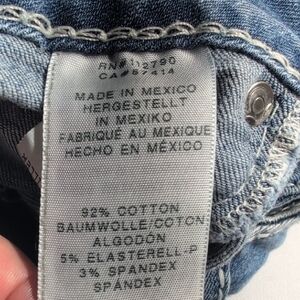 RN# 112790
CA# 57414
MADE IN MEXICO
HERGESTELLT
IN MEXIKO
FABRIQUÉ AU MEXIQUE
HECHO EN MÉXICO
92% COTTON
BAUMWOLLE/COTON
ALGODÓN
5% ELASTERELL-P
3% SPANDEX
SPANDEX